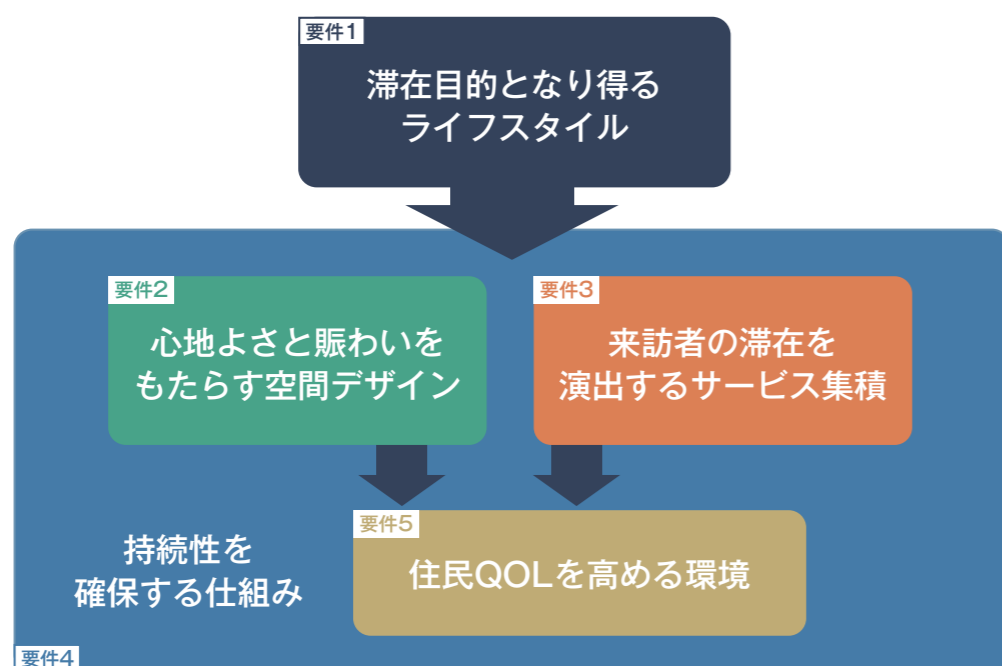 要件1
滞在目的となり得る
ライフスタイル
要件2
心地よさと賑わいを
もたらす空間デザイン
要件3
来訪者の滞在を
演出するサービス集積
要件5
住民QOLを高める環境
持続性を
確保する仕組み
要件4